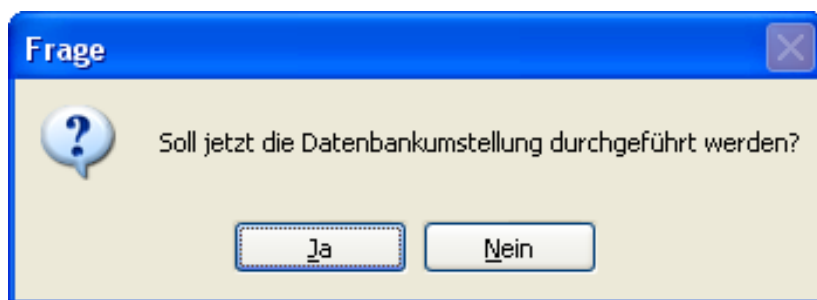 Frage
Soll jetzt die Datenbankumstellung durchgeführt werden?
Ja
Nein